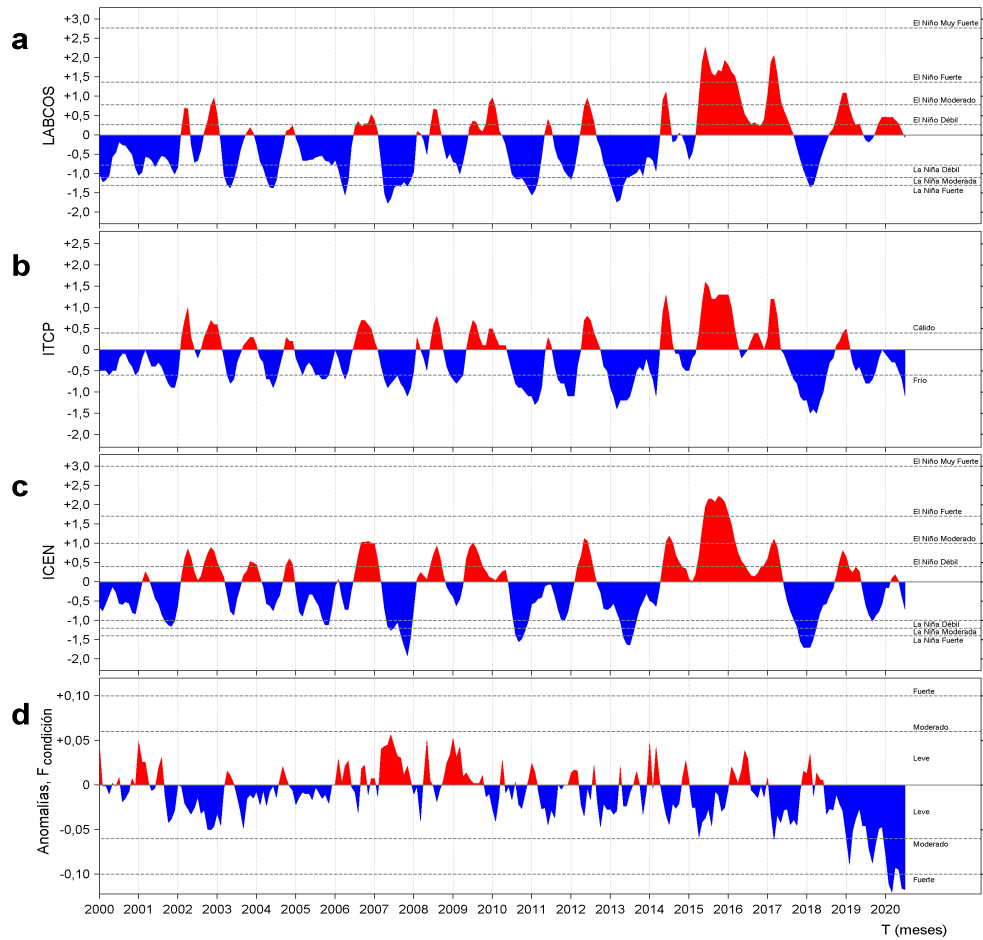 a
LABCOS
+3,0
+2,5
+2,0
+1,5
+1,0
+0,5
0
-0,5
-1,0
-1,5
-2,0
El Niño Muy Fuerte
El Niño Fuerte
El Niño Moderado
El Niño Débil
La Niña Débil
La Niña Moderada
La Niña Fuerte
b
ITCP
+2,5
+2,0
+1,5
+1,0
+0,5
0
-0,5
-1,0
-1,5
-2,0
Cálido
Frío
c
ICEN
+3,0
+2,5
+2,0
+1,5
+1,0
+0,5
0
-0,5
-1,0
-1,5
-2,0
El Niño Muy Fuerte
El Niño Fuerte
El Niño Moderado
El Niño Débil
La Niña Débil
La Niña Moderada
La Niña Fuerte
d
Anomalías, F condición
+0,10
+0,05
0
-0,05
-0,10
Fuerte
Moderado
Leve
Leve
Moderado
Fuerte
2000 2001 2002 2003 2004 2005 2006 2007 2008 2009 2010 2011 2012 2013 2014 2015 2016 2017 2018 2019 2020
T (meses)